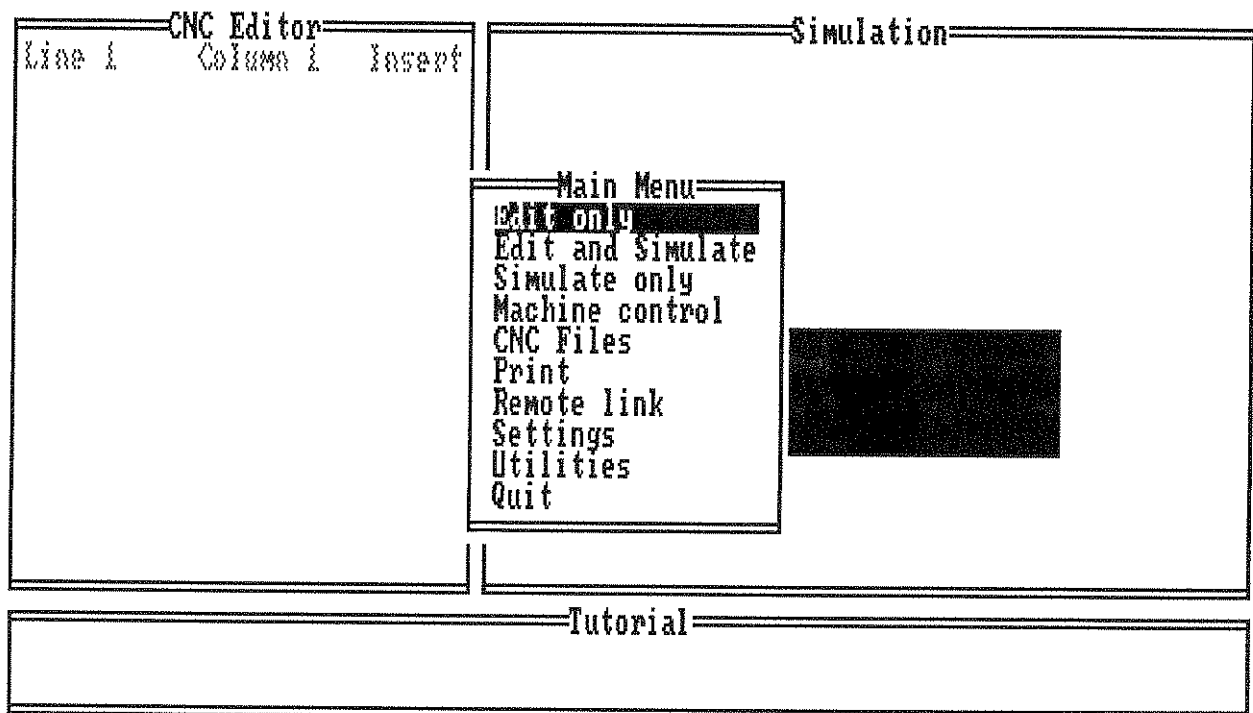 CNC Editor
Line 1 Column 1 Insert
Simulation
Main Menu
Edit only
Edit and Simulate
Simulate only
Machine control
CNC Files
Print
Remote link
Settings
Utilities
Quit
Tutorial